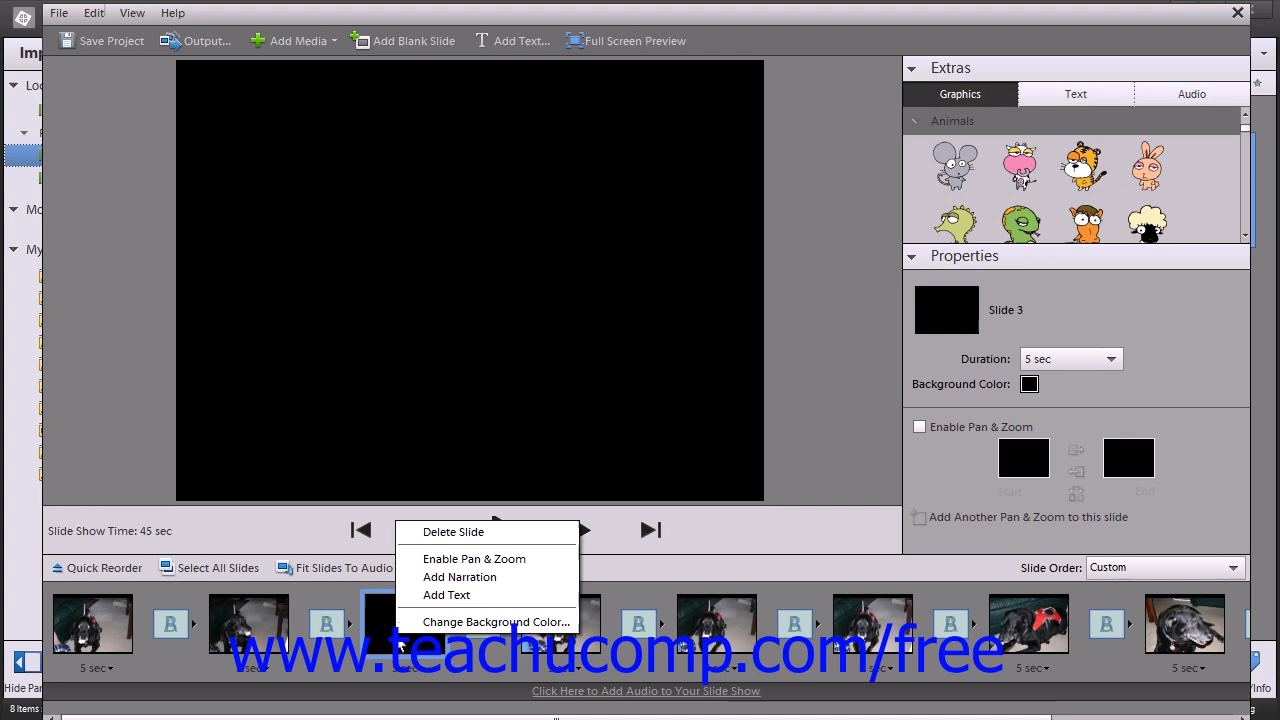 File Edit View Help
Save Project Output... Add Media Add Blank Slide Add Text... Full Screen Preview
Extras
Graphics Text Audio
Animals
Properties
Slide 3
Duration: 5 sec
Background Color:
Enable Pan & Zoom
Start End
Add Another Pan & Zoom to this slide
Slide Show Time: 45 sec
Delete Slide
Enable Pan & Zoom
Add Narration
Add Text
Change Background Color...
Quick Reorder Select All Slides Fit Slides To Audio
Slide Order: Custom
B B B B B B
www.teachucomp.com/free
5 sec 5 sec 5 sec
Click Here to Add Audio to Your Slide Show
My
8 Items